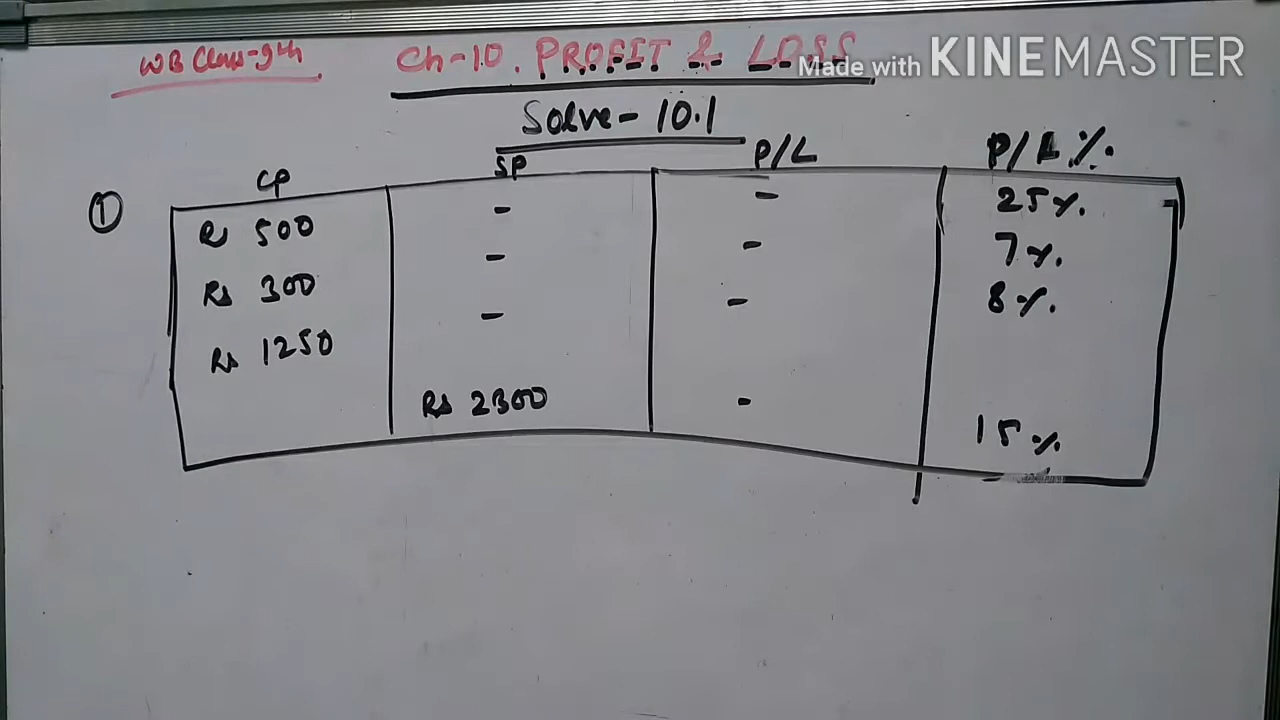 WB Class-9th
Ch-10. PROFIT & LOSS
Made with KINEMASTER
Solve-10.1
CP SP P/L P/L %
① Rs 500 - - 25%
Rs 300 - - 7%
Rs 1250 - - 8%
Rs 2300 - 15%